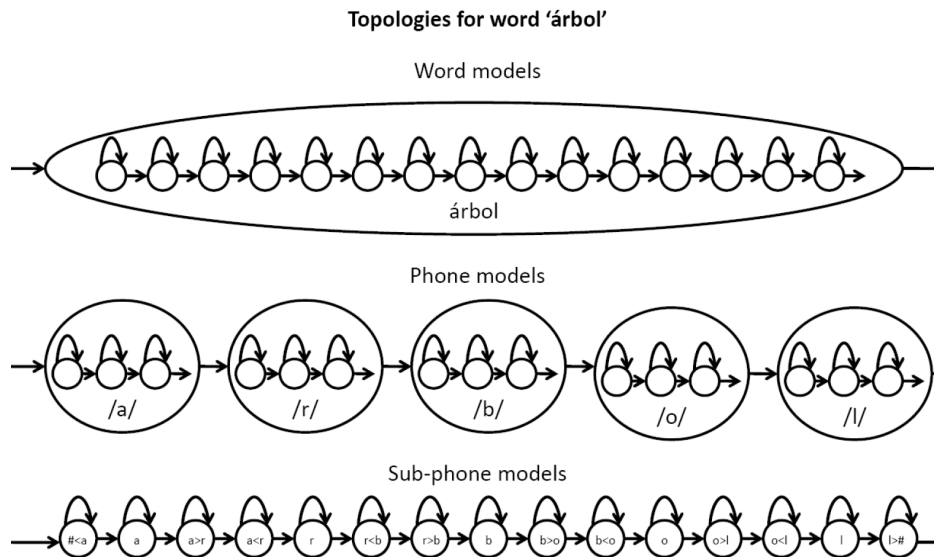 Topologies for word ‘árbol’
Word models
árbol
Phone models
/a/ /r/ /b/ /o/ /l/
Sub-phone models
#<a a a>r a<r r r<b r>b b b>o b<o o o>l o<l l l>#